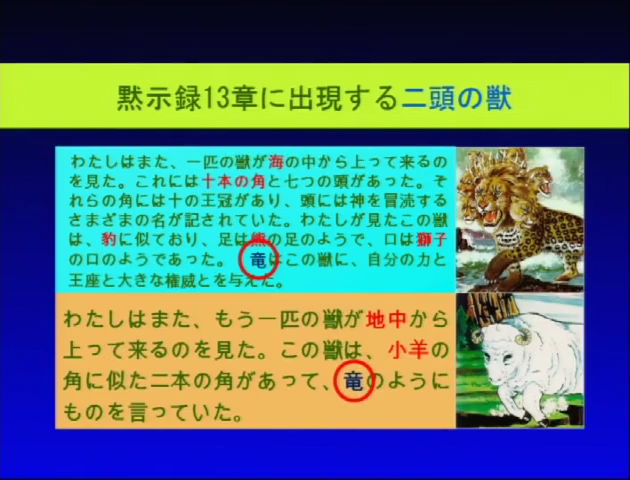 黙示録13章に出現する二頭の獣
わたしはまた、一匹の獣が海の中から上って来るの
を見た。これには十本の角と七つの頭があった。そ
れらの角には十の王冠があり、頭には神を冒涜する
さまざまの名が記されていた。わたしが見たこの獣
は、豹に似ており、足は熊の足のようで、口は獅子
の口のようであった。 竜はこの獣に、自分の力と
王座と大きな権威とを与えた。
わたしはまた、もう一匹の獣が地中から
上って来るのを見た。この獣は、小羊の
角に似た二本の角があって、竜のように
ものを言っていた。